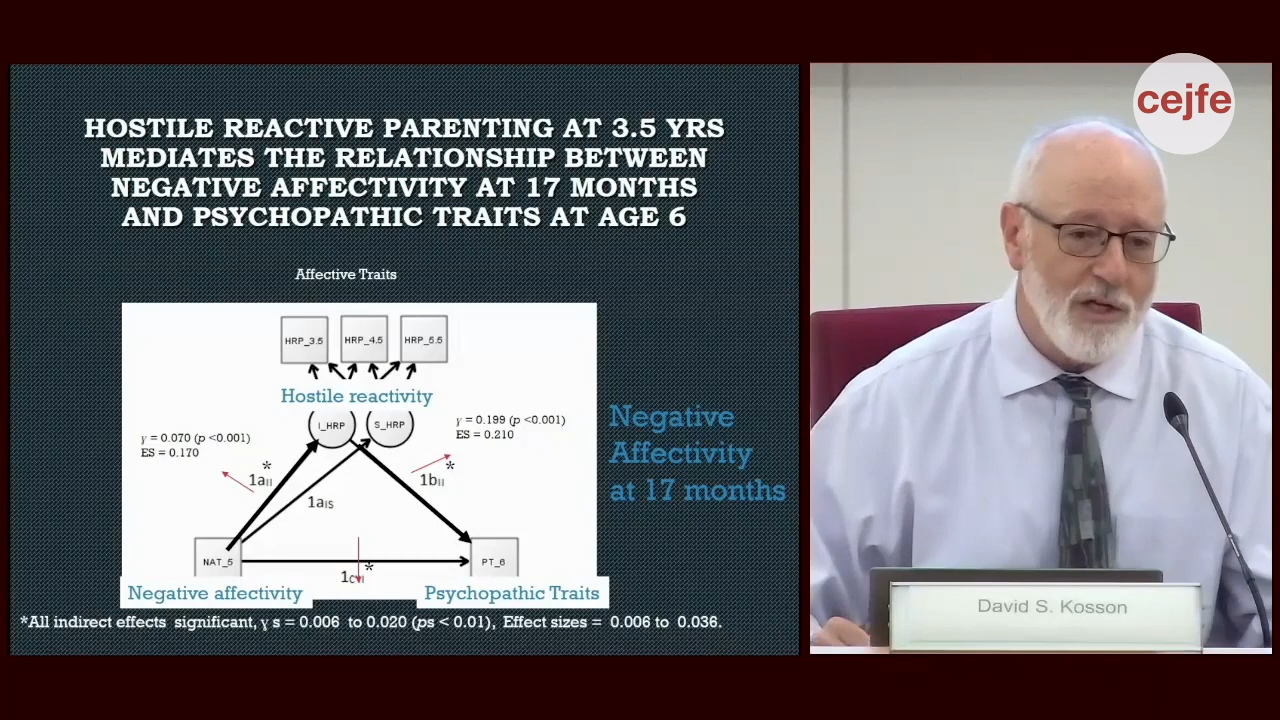 HOSTILE REACTIVE PARENTING AT 3.5 YRS
MEDIATES THE RELATIONSHIP BETWEEN
NEGATIVE AFFECTIVITY AT 17 MONTHS
AND PSYCHOPATHIC TRAITS AT AGE 6
Affective Traits
HRP_3.5
HRP_4.5
HRP_5.5
Hostile reactivity
I_HRP
S_HRP
γ = 0.070 (p <0.001)
ES = 0.170
γ = 0.199 (p <0.001)
ES = 0.210
*
1aII
1aIS
*
1bII
NAT_5
PT_6
*
Negative affectivity
Psychopathic Traits
*All indirect effects significant, γ s = 0.006 to 0.020 (ps < 0.01), Effect sizes = 0.006 to 0.036.
Negative
Affectivity
at 17 months
cejfe
David S. Kosson